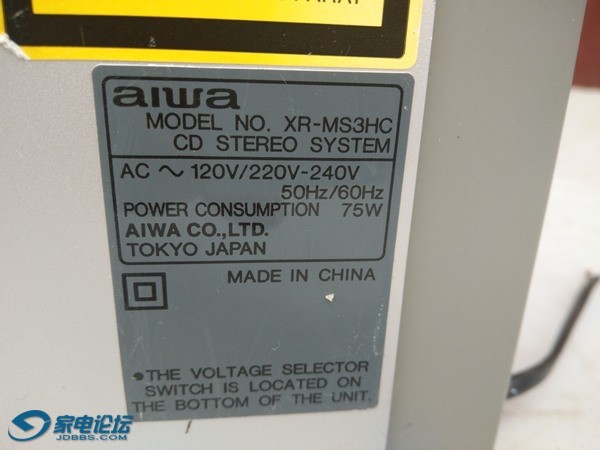 aiwa
MODEL NO. XR-MS3HC
CD STEREO SYSTEM
AC ~ 120V/220V-240V
50Hz/60Hz
POWER CONSUMPTION 75W
AIWA CO.,LTD.
TOKYO JAPAN
MADE IN CHINA
•THE VOLTAGE SELECTOR
SWITCH IS LOCATED ON
THE BOTTOM OF THE UNIT.
家电论坛
JDBBS.COM